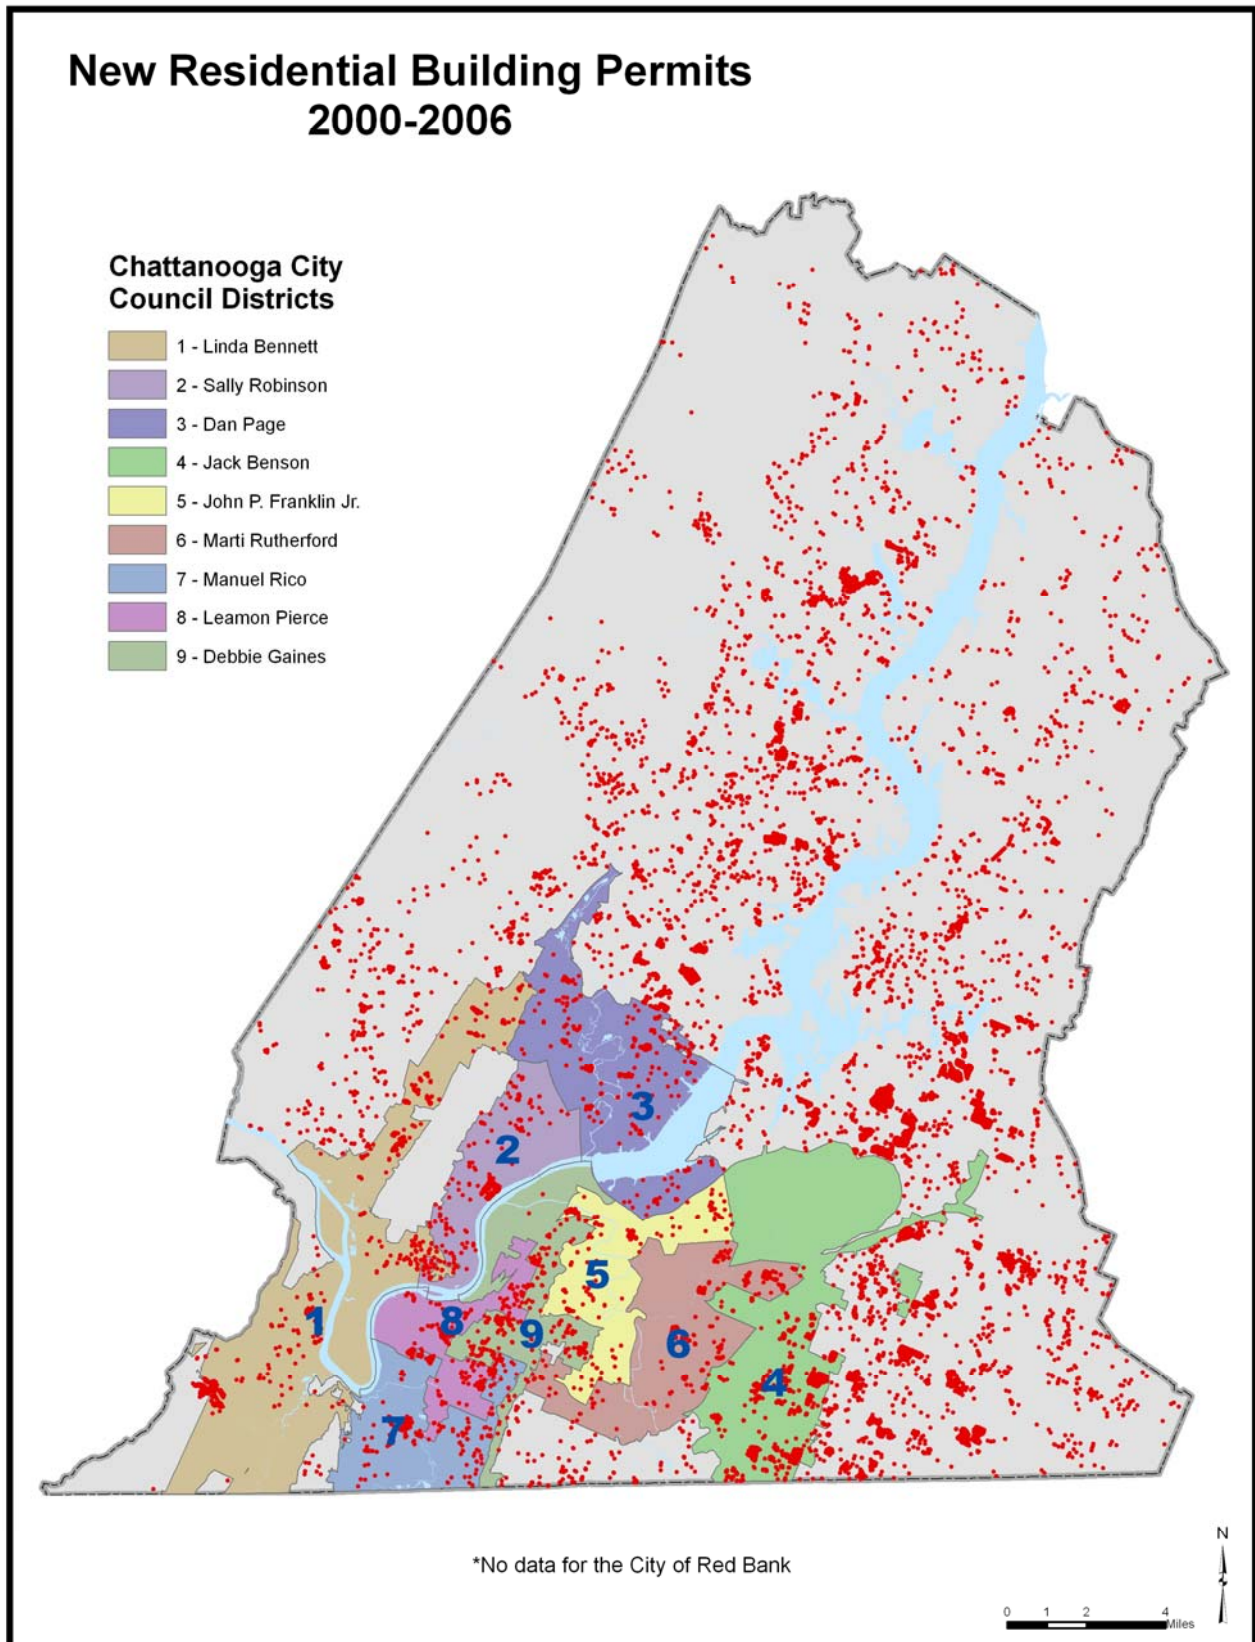 New Residential Building Permits
2000-2006
Chattanooga City
Council Districts
1 - Linda Bennett
2 - Sally Robinson
3 - Dan Page
4 - Jack Benson
5 - John P. Franklin Jr.
6 - Marti Rutherford
7 - Manuel Rico
8 - Leamon Pierce
9 - Debbie Gaines
3
2
5
1
8
9
6
4
7
*No data for the City of Red Bank
N
0 1 2 4
Miles